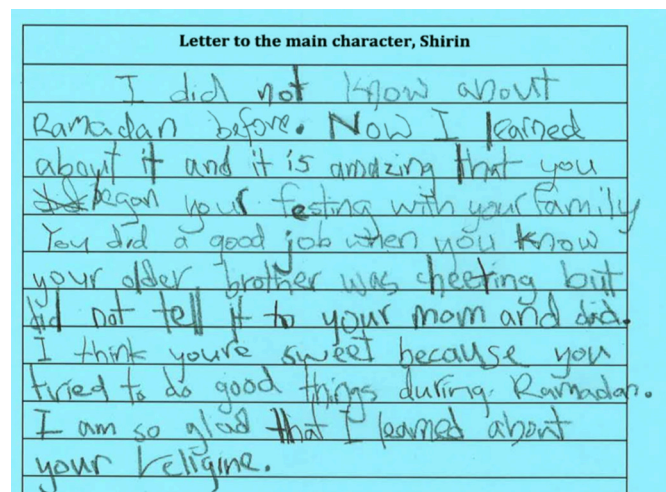 Letter to the main character, Shirin
I did not know about
Ramadan before. Now I learned
about it and it is amazing that you
began your festing with your family
You did a good job when you know
your older brother was cheeting but
did not tell it to your mom and dad.
I think you're sweet because you
tried to do good things during Ramadan.
I am so glad that I learned about
your religine.